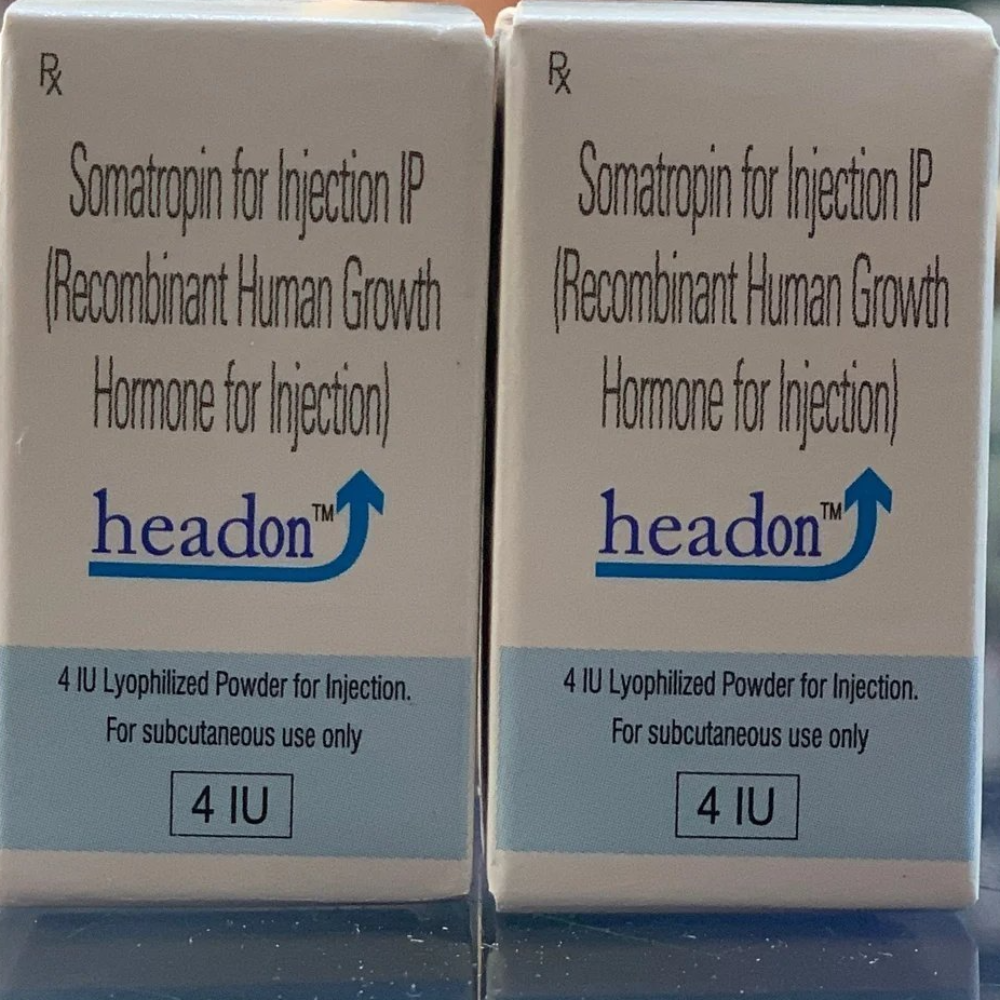 Rx
Somatropin for Injection IP
(Recombinant Human Growth
Hormone for Injection)
headon™
4 IU Lyophilized Powder for Injection.
For subcutaneous use only
4 IU
Rx
Somatropin for Injection IP
(Recombinant Human Growth
Hormone for Injection)
headon™
4 IU Lyophilized Powder for Injection.
For subcutaneous use only
4 IU